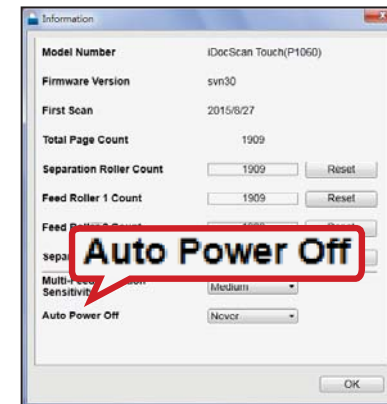 Information
Model Number iDocScan Touch(P1060)
Firmware Version svn30
First Scan 2015/8/27
Total Page Count 1909
Separation Roller Count 1909 Reset
Feed Roller 1 Count 1909 Reset
Feed
Auto Power Off
Sensitivity Medium
Auto Power Off Never
OK